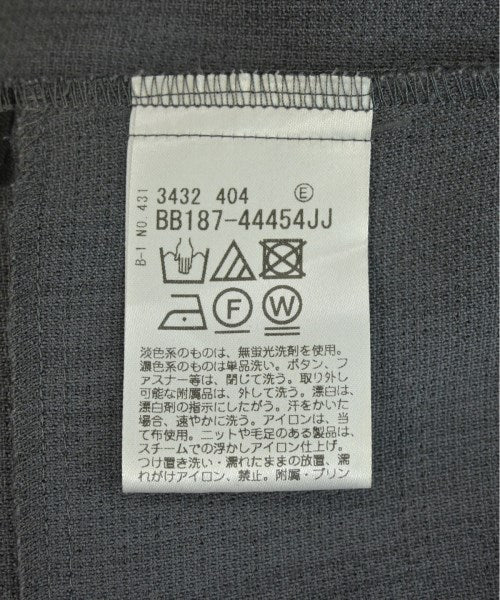 B-1 NO.431
3432 404 E
BB187-44454JJ
F W
淡色系のものは、無蛍光洗剤を使用。
濃色系のものは単品洗い。ボタン、フ
ァスナー等は、閉じて洗う。取り外し
可能な附属品は、外して洗う。漂白は、
漂白剤の指示にしたがう。汗をかいた
場合、速やかに洗う。アイロンは、当
て布使用。ニットや毛足のある製品は、
スチームでの浮かしアイロン仕上げ。
つけ置き洗い・濡れたままの放置、濡
れがけアイロン、禁止。附属・プリン